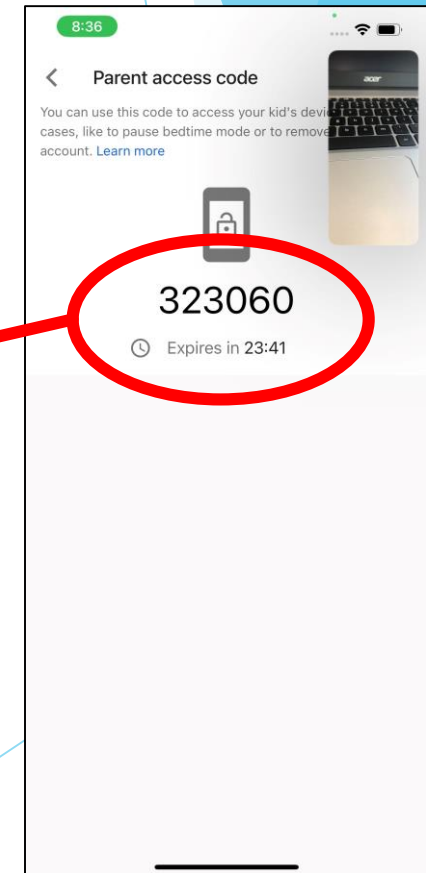 8:36
Parent access code
acer
You can use this code to access your kid's devi
cases, like to pause bedtime mode or to remove
account. Learn more
323060
Expires in 23:41